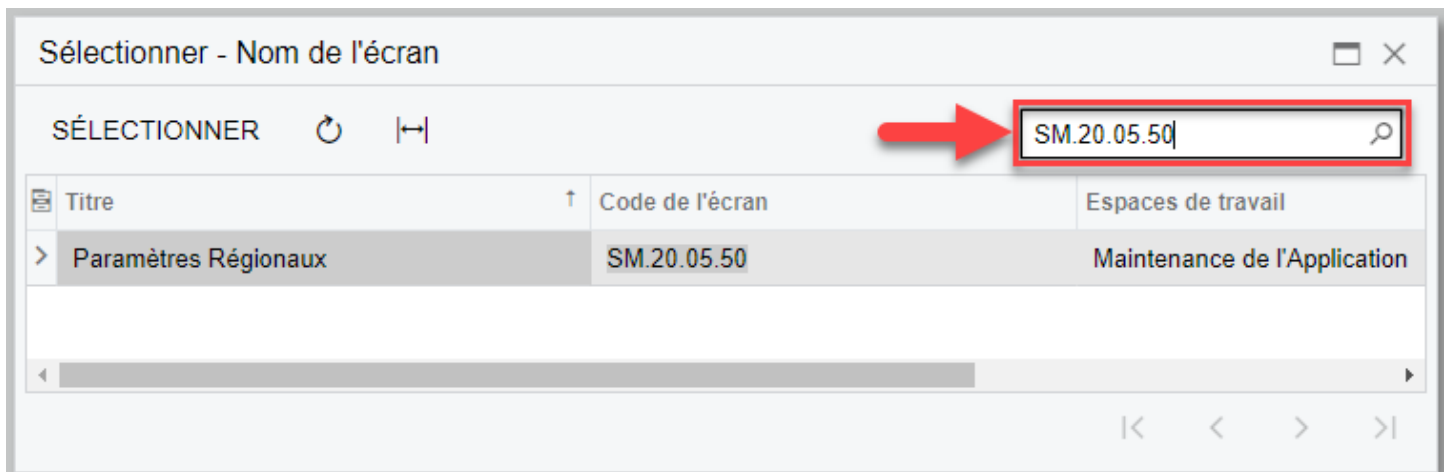 Sélectionner - Nom de l'écran
SÉLECTIONNER SM.20.05.50
Titre Code de l'écran Espaces de travail
Paramètres Régionaux SM.20.05.50 Maintenance de l'Application